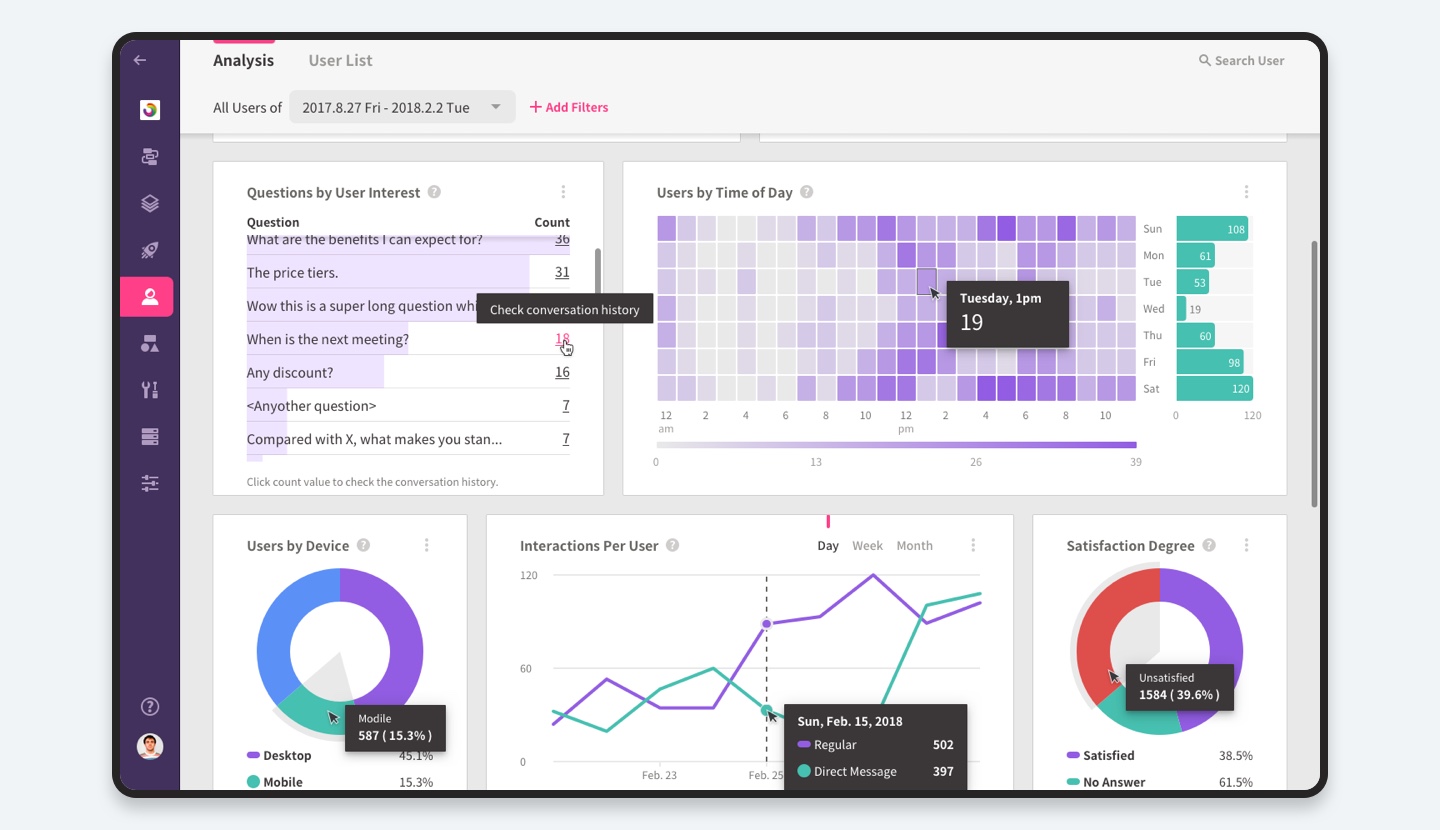 Analysis
User List
Search User
All Users of
2017.8.27 Fri - 2018.2.2 Tue
Add Filters
Questions by User Interest ?
Question Count
What are the benefits I can expect for? 36
The price tiers. 31
Wow this is a super long question whi
Check conversation history
When is the next meeting? 18
Any discount? 16
<Anyother question> 7
Compared with X, what makes you stan... 7
Click count value to check the conversation history.
Users by Time of Day ?
Sun 108
Mon 61
Tue 53
Wed 19
Thu 60
Fri 98
Sat 120
Tuesday, 1pm
19
12 2 4 6 8 10 12 2 4 6 8 10
am pm
0 120
0 13 26 39
Users by Device ?
Modile
587 ( 15.3% )
Desktop 45.1%
Mobile 15.3%
Interactions Per User ?
Day Week Month
120
60
0
Feb. 23 Feb. 25
Sun, Feb. 15, 2018
Regular 502
Direct Message 397
Satisfaction Degree ?
Unsatisfied
1584 ( 39.6% )
Satisfied 38.5%
No Answer 61.5%
?